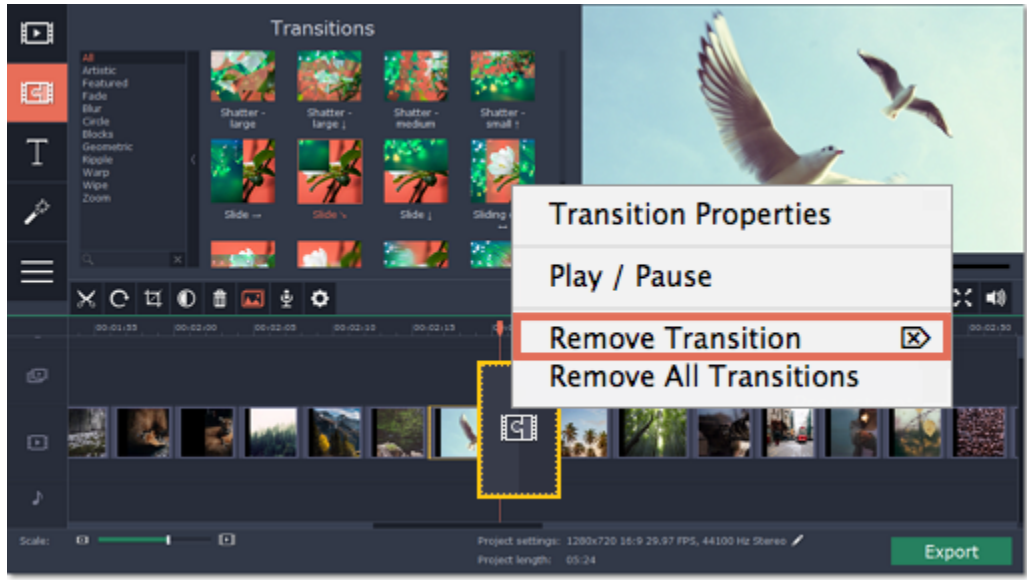 Transitions
All
Artistic
Featured
Fade
Blur
Circle
Blocks
Geometric
Ripple
Warp
Wipe
Zoom
Shatter -
large
Shatter -
large ↓
Shatter -
medium
Shatter -
small ↑
Slide →
Slide ↘
Slide ↓
Sliding
Transition Properties
Play / Pause
Remove Transition
Remove All Transitions
00:01:55 00:02:00 00:02:05 00:02:10 00:02:15 00:02:30
Scale:
Project settings: 1280x720 16:9 29.97 FPS, 44100 Hz Stereo
Project length: 05:24
Export